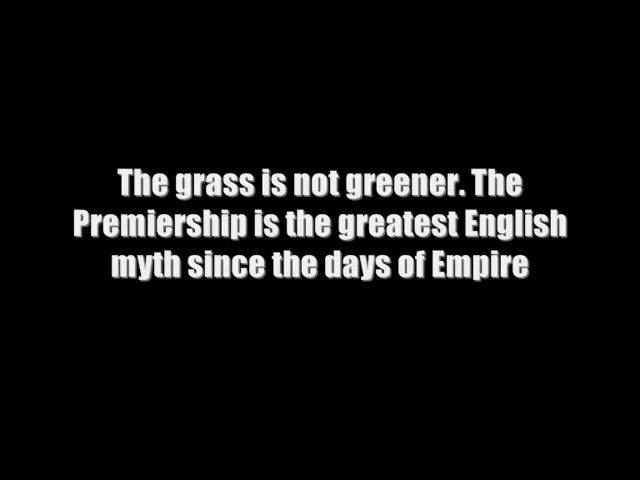 The grass is not greener. The
Premiership is the greatest English
myth since the days of Empire